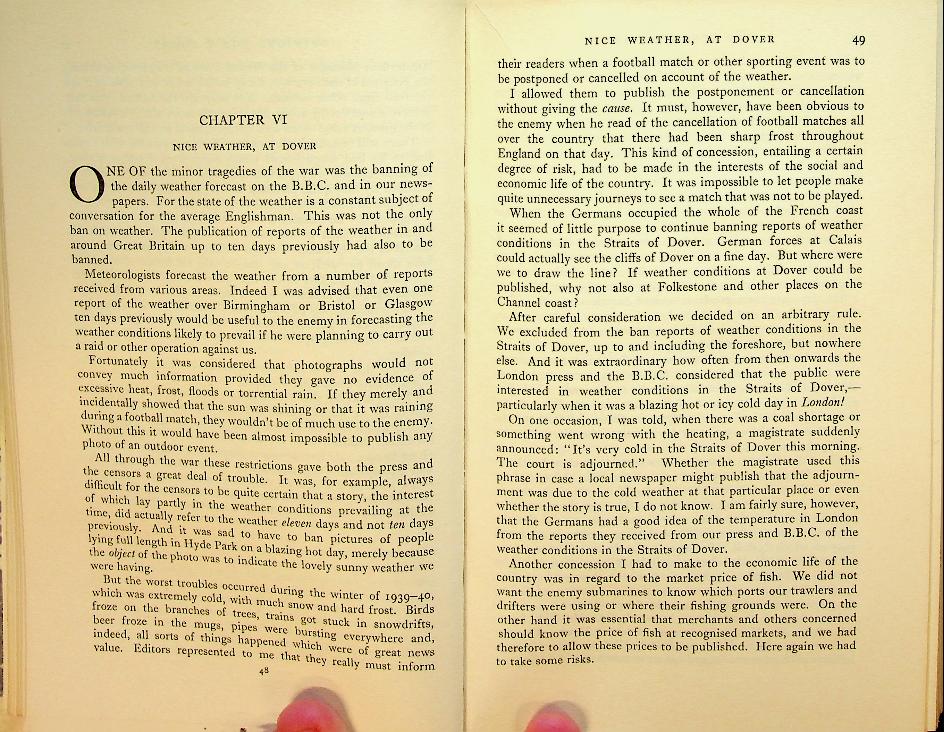 CHAPTER VI
NICE WEATHER, AT DOVER
ONE OF the minor tragedies of the war was the banning of
the daily weather forecast on the B.B.C. and in our news-
papers. For the state of the weather is a constant subject of
conversation for the average Englishman. This was not the only
ban on weather. The publication of reports of the weather in and
around Great Britain up to ten days previously had also to be
banned.
Meteorologists forecast the weather from a number of reports
received from various areas. Indeed I was advised that even one
report of the weather over Birmingham or Bristol or Glasgow
ten days previously would be useful to the enemy in forecasting the
weather conditions likely to prevail if he were planning to carry out
a raid or other operation against us.
Fortunately it was considered that photographs would not
convey much information provided they gave no evidence of
excessive heat, frost, floods or torrential rain. If they merely and
incidentally showed that the sun was shining or that it was raining
during a football match, they wouldn't be of much use to the enemy.
Without this it would have been almost impossible to publish any
photo of an outdoor event.
All through the war these restrictions gave both the press and
the censors a great deal of trouble. It was, for example, always
difficult for the censors to be quite certain that a story, the interest
of which lay partly in the weather conditions prevailing at the
time, did actually refer to the weather eleven days and not ten days
previously. And it was sad to have to ban pictures of people
lying full length in Hyde Park on a blazing hot day, merely because
the object of the photo was to indicate the lovely sunny weather we
were having.
But the worst troubles occurred during the winter of 1939–40,
which was extremely cold, with much snow and hard frost. Birds
froze on the branches of trees, trains got stuck in snowdrifts,
beer froze in the mugs, pipes were bursting everywhere and,
indeed, all sorts of things happened which were of great news
value. Editors represented to me that they really must inform
48
NICE WEATHER, AT DOVER 49
their readers when a football match or other sporting event was to
be postponed or cancelled on account of the weather.
I allowed them to publish the postponement or cancellation
without giving the cause. It must, however, have been obvious to
the enemy when he read of the cancellation of football matches all
over the country that there had been sharp frost throughout
England on that day. This kind of concession, entailing a certain
degree of risk, had to be made in the interests of the social and
economic life of the country. It was impossible to let people make
quite unnecessary journeys to see a match that was not to be played.
When the Germans occupied the whole of the French coast
it seemed of little purpose to continue banning reports of weather
conditions in the Straits of Dover. German forces at Calais
could actually see the cliffs of Dover on a fine day. But where were
we to draw the line? If weather conditions at Dover could be
published, why not also at Folkestone and other places on the
Channel coast?
After careful consideration we decided on an arbitrary rule.
We excluded from the ban reports of weather conditions in the
Straits of Dover, up to and including the foreshore, but nowhere
else. And it was extraordinary how often from then onwards the
London press and the B.B.C. considered that the public were
interested in weather conditions in the Straits of Dover,—
particularly when it was a blazing hot or icy cold day in London!
On one occasion, I was told, when there was a coal shortage or
something went wrong with the heating, a magistrate suddenly
announced: "It's very cold in the Straits of Dover this morning.
The court is adjourned." Whether the magistrate used this
phrase in case a local newspaper might publish that the adjourn-
ment was due to the cold weather at that particular place or even
whether the story is true, I do not know. I am fairly sure, however,
that the Germans had a good idea of the temperature in London
from the reports they received from our press and B.B.C. of the
weather conditions in the Straits of Dover.
Another concession I had to make to the economic life of the
country was in regard to the market price of fish. We did not
want the enemy submarines to know which ports our trawlers and
drifters were using or where their fishing grounds were. On the
other hand it was essential that merchants and others concerned
should know the price of fish at recognised markets, and we had
therefore to allow these prices to be published. Here again we had
to take some risks.